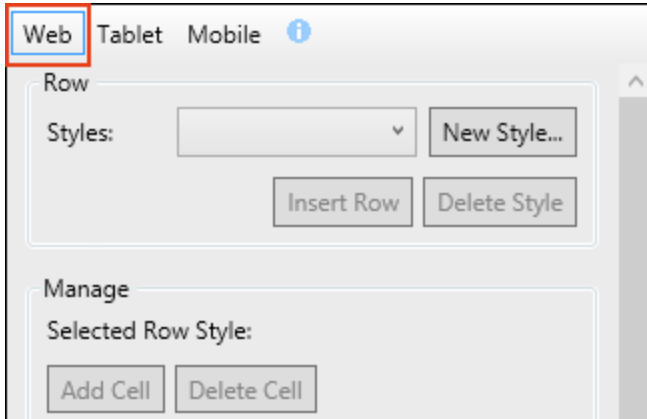 Web Tablet Mobile i
Row
Styles: New Style...
Insert Row Delete Style
Manage
Selected Row Style:
Add Cell Delete Cell